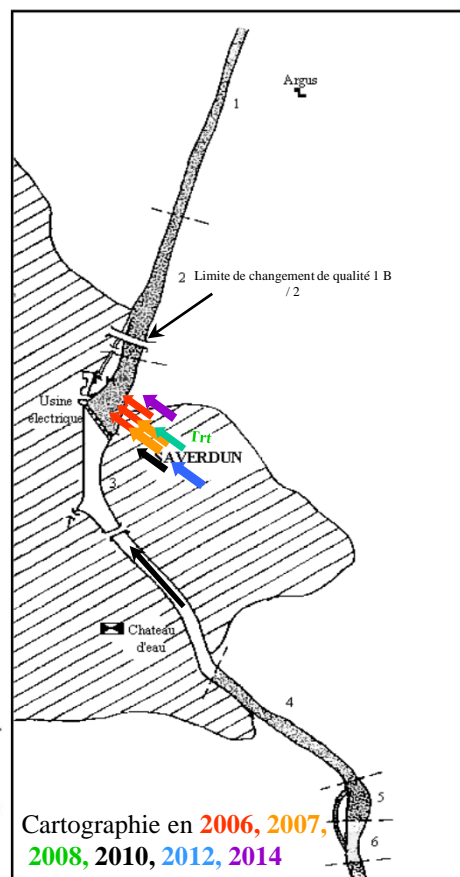 Argus
1
2
Limite de changement de qualité 1 B
/ 2
Usine
électrique
Trt
SAVERDUN
3
Chateau
d'eau
4
5
6
Cartographie en 2006, 2007,
2008, 2010, 2012, 2014